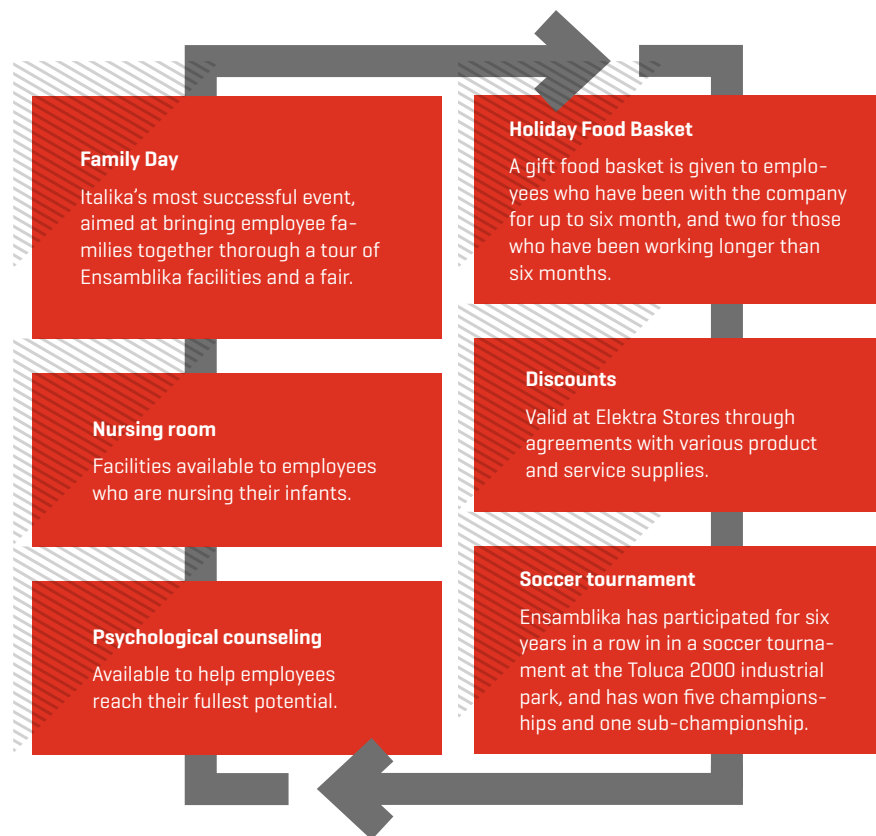 Family Day
Italika's most successful event,
aimed at bringing employee fa-
milies together thorough a tour of
Ensamblika facilities and a fair.
Nursing room
Facilities available to employees
who are nursing their infants.
Psychological counseling
Available to help employees
reach their fullest potential.
Holiday Food Basket
A gift food basket is given to emplo-
yees who have been with the company
for up to six month, and two for those
who have been working longer than
six months.
Discounts
Valid at Elektra Stores through
agreements with various product
and service supplies.
Soccer tournament
Ensamblika has participated for six
years in a row in in a soccer tourna-
ment at the Toluca 2000 industrial
park, and has won five champions-
hips and one sub-championship.